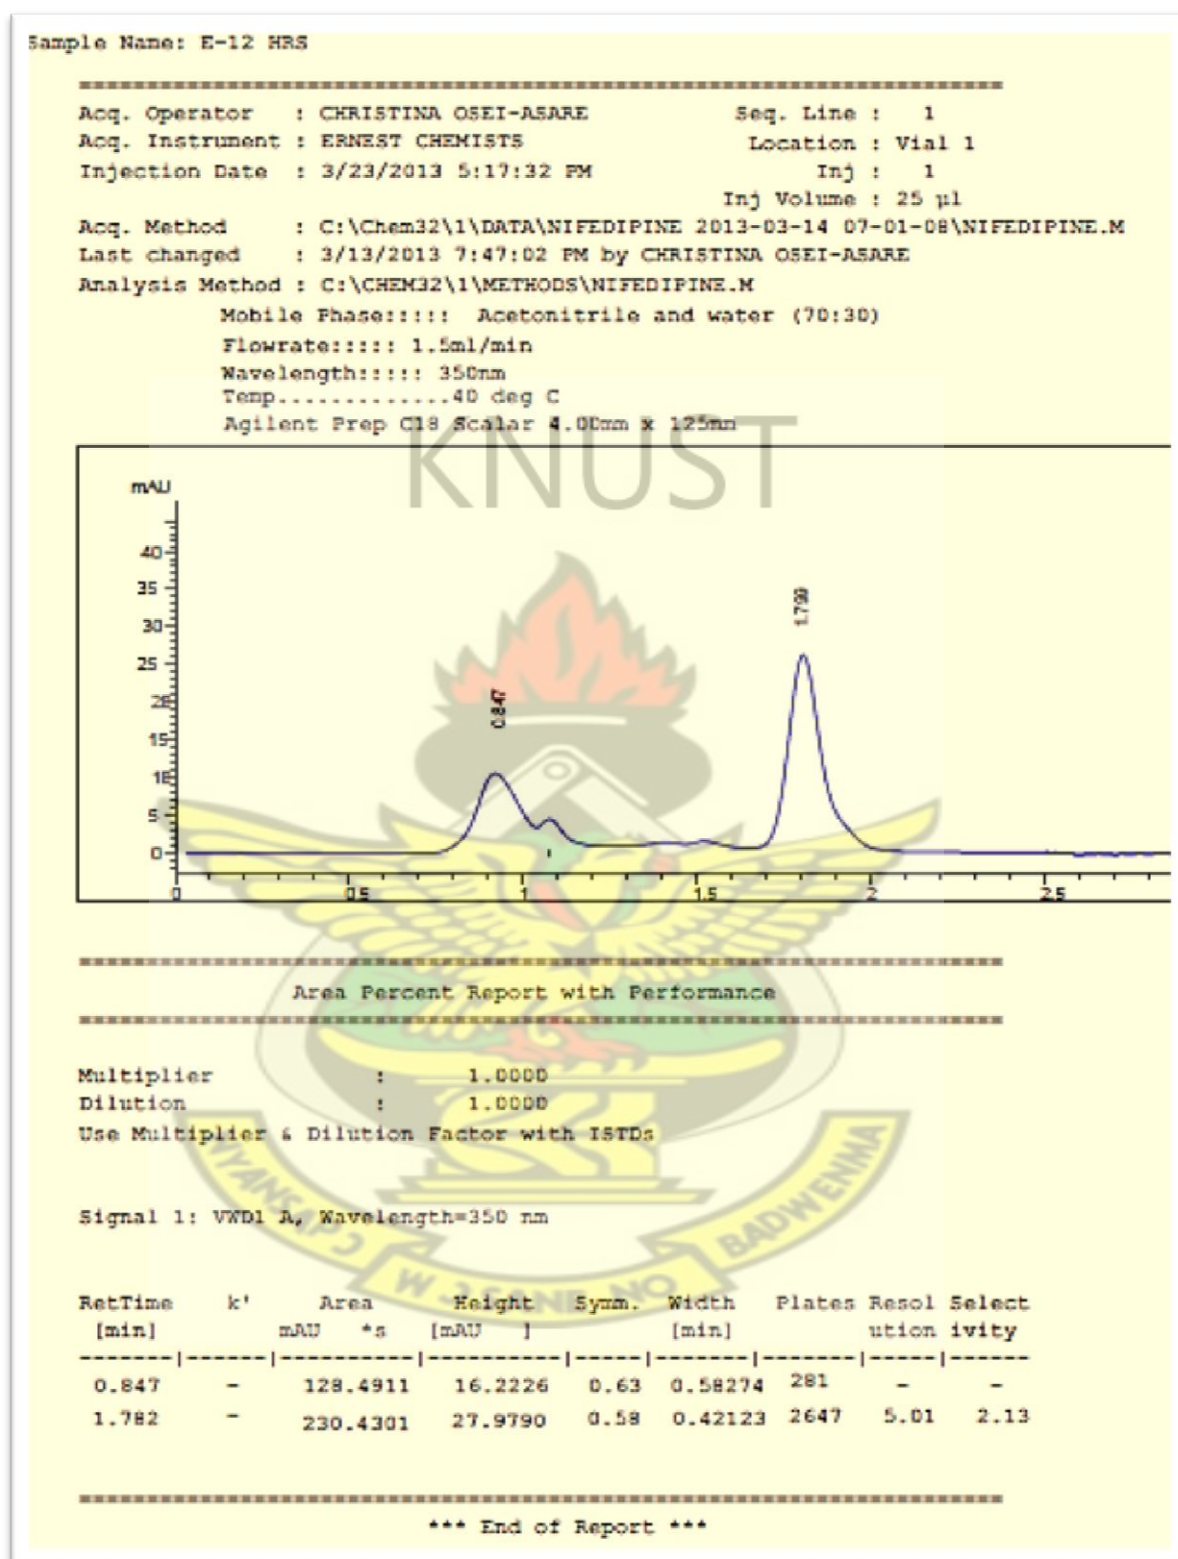 Sample Name: E-12 HRS
==================================================================
Acq. Operator : CHRISTINA OSEI-ASARE Seq. Line : 1
Acq. Instrument : ERNEST CHEMISTS Location : Vial 1
Injection Date : 3/23/2013 5:17:32 PM Inj : 1
Inj Volume : 25 µl
Acq. Method : C:\Chem32\1\DATA\NIFEDIPINE 2013-03-14 07-01-08\NIFEDIPINE.M
Last changed : 3/13/2013 7:47:02 PM by CHRISTINA OSEI-ASARE
Analysis Method : C:\CHEM32\1\METHODS\NIFEDIPINE.M
Mobile Phase::::: Acetonitrile and water (70:30)
Flowrate::::: 1.5ml/min
Wavelength::::: 350nm
Temp.............40 deg C
Agilent Prep C18 Scalar 4.00mm x 125mm
KNUST
mAU
40
35
30
25
20
15
10
5
0
0.847
1.799
0 0.5 1 1.5 2 2.5
==================================================================
Area Percent Report with Performance
==================================================================
Multiplier : 1.0000
Dilution : 1.0000
Use Multiplier & Dilution Factor with ISTDs
Signal 1: VWD1 A, Wavelength=350 nm
NYANSAPƆ WƆSANE NO BADWENMA
RetTime k' Area Height Symm. Width Plates Resol Select
[min] mAU *s [mAU ] [min] ution ivity
-------|------|----------|----------|-----|-------|-------|-----|------
0.847 - 128.4911 16.2226 0.63 0.58274 281 - -
1.782 - 230.4301 27.9790 0.58 0.42123 2647 5.01 2.13
==================================================================
*** End of Report ***